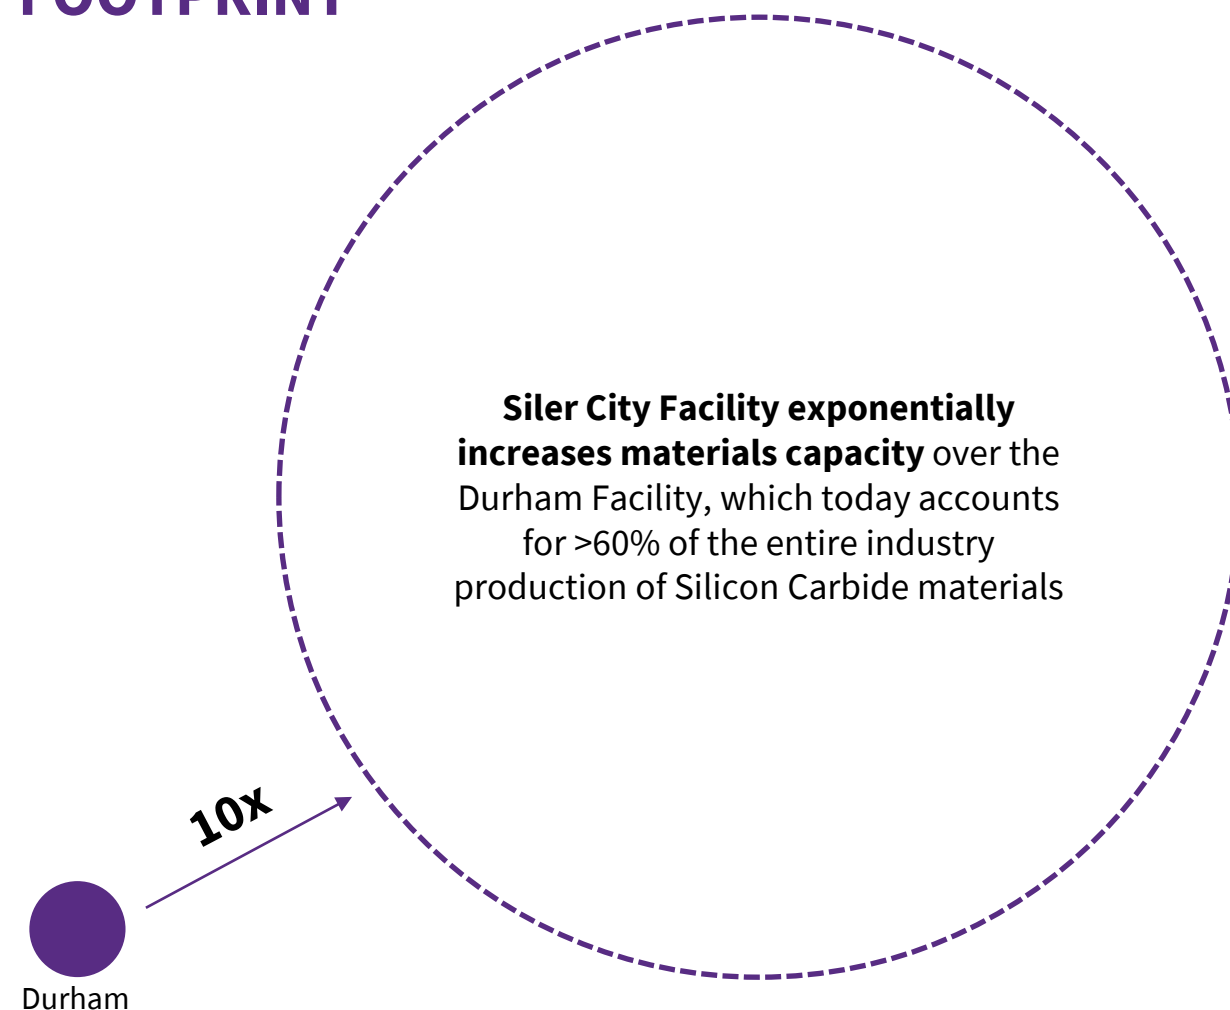 FOOTPRINT
Siler City Facility exponentially
increases materials capacity over the
Durham Facility, which today accounts
for >60% of the entire industry
production of Silicon Carbide materials
10x
Durham